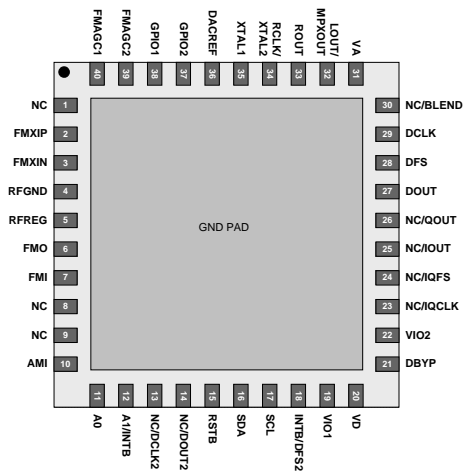 FMAGC1
FMAGC2
GPIO1
GPIO2
DACREF
XTAL1
RCLK/
XTAL2
ROUT
LOUT/
MPXOUT
VA
40
39
38
37
36
35
34
33
32
31
NC 1
FMXIP 2
FMXIN 3
RFGND 4
RFREG 5
FMO 6
FMI 7
NC 8
NC 9
AMI 10
GND PAD
30 NC/BLEND
29 DCLK
28 DFS
27 DOUT
26 NC/QOUT
25 NC/IOUT
24 NC/IQFS
23 NC/IQCLK
22 VIO2
21 DBYP
11
12
13
14
15
16
17
18
19
20
A0
A1/INTB
NC/DCLK2
NC/DOUT2
RSTB
SDA
SCL
INTB/DFS2
VIO1
VD